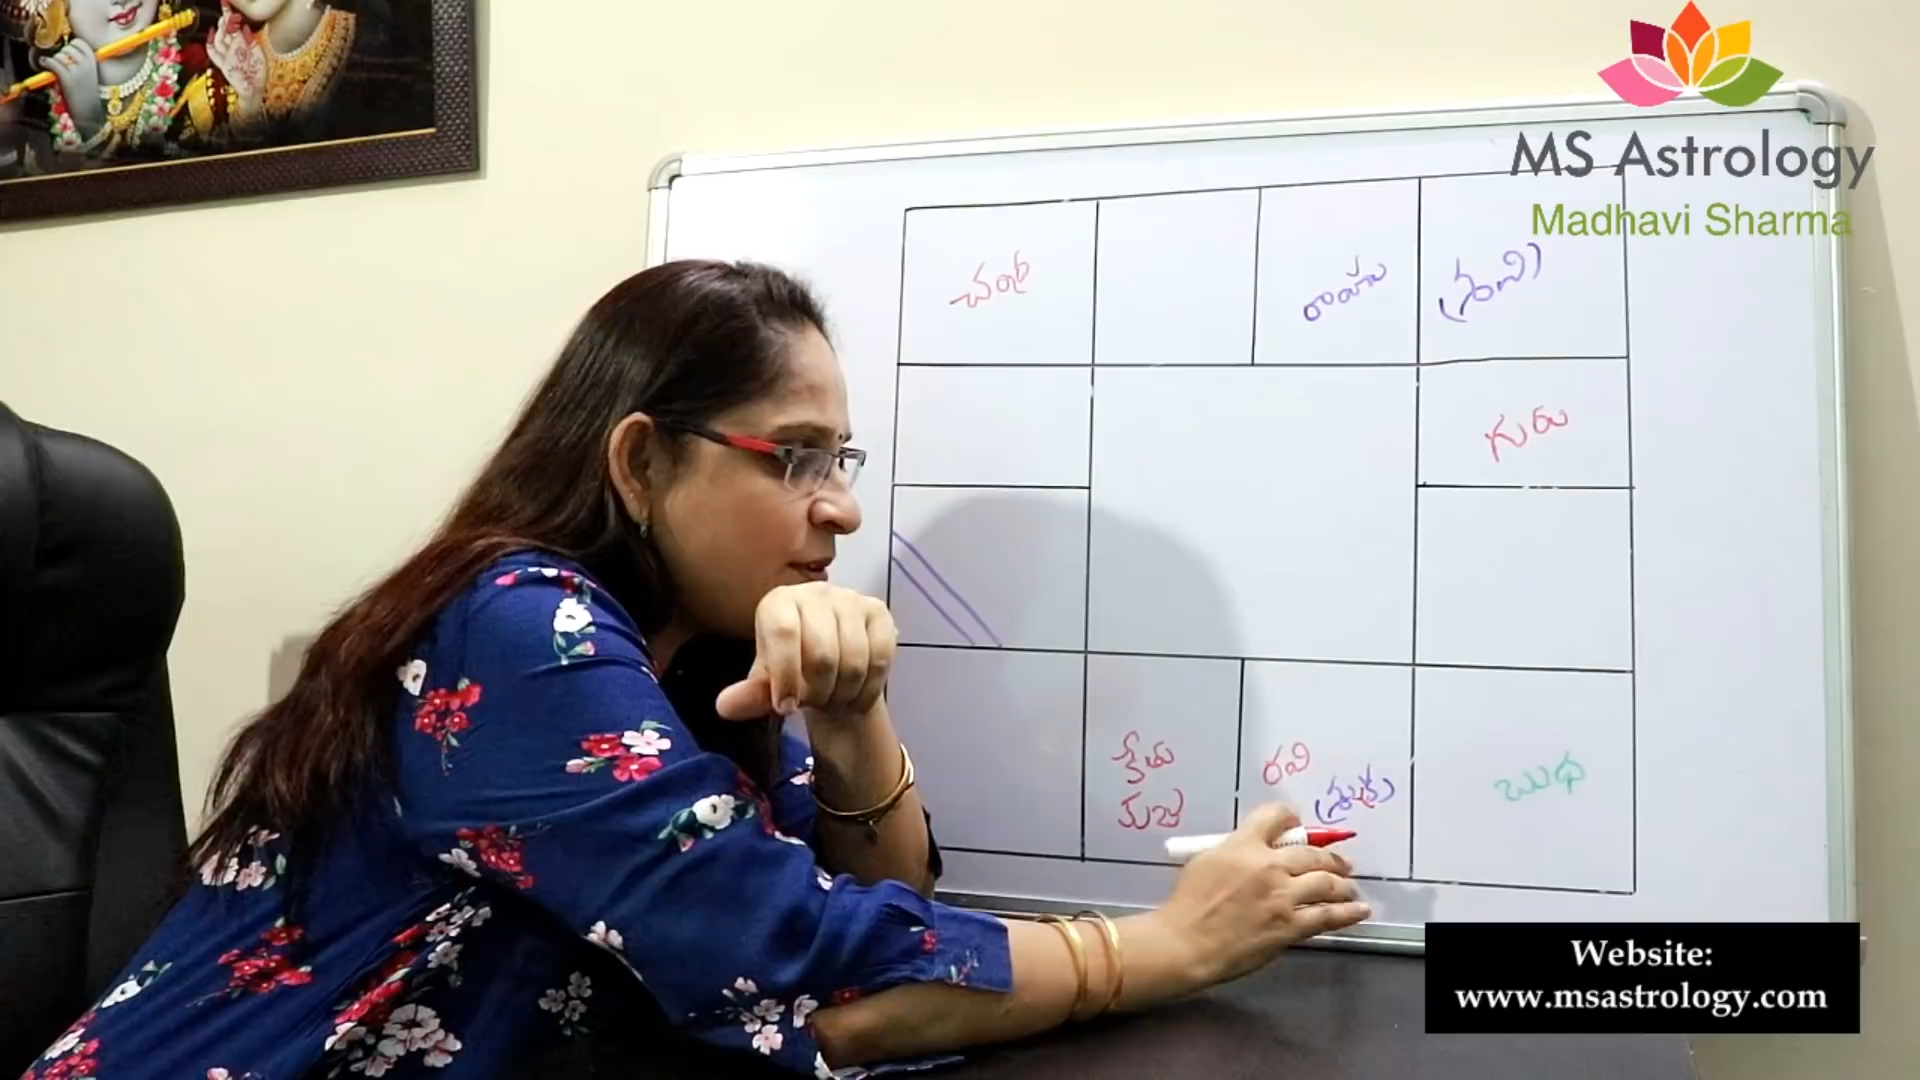 MS Astrology
Madhavi Sharma
చంద్ర
రాహు
(శని)
గురు
కేతు
కుజ
రవి
(శుక్ర)
బుధ
Website:
www.msastrology.com